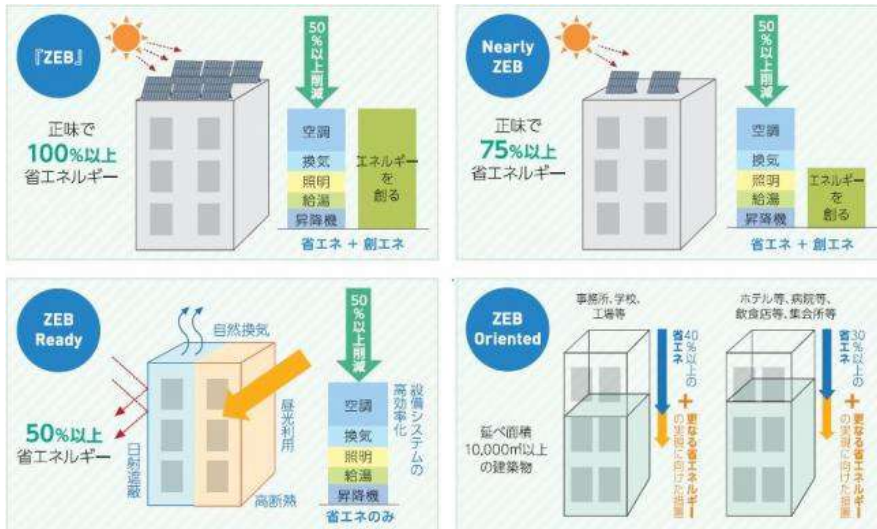 『ZEB』
正味で
100%以上
省エネルギー
50%以上削減
空調
換気
照明
給湯
昇降機
エネルギー
を
創る
省エネ + 創エネ
Nearly
ZEB
正味で
75%以上
省エネルギー
50%以上削減
空調
換気
照明
給湯
昇降機
エネルギー
を
創る
省エネ + 創エネ
ZEB
Ready
50%以上
省エネルギー
自然換気
日射遮蔽
昼光利用
高断熱
50%以上削減
設備システムの
高効率化
空調
換気
照明
給湯
昇降機
省エネのみ
ZEB
Oriented
延べ面積
10,000㎡以上
の建築物
事務所、学校、
工場等
40%以上の
省エネ
+
更なる省エネルギー
の実現に向けた措置
ホテル等、病院等、
飲食店等、集会所等
30%以上の
省エネ
+
更なる省エネルギー
の実現に向けた措置